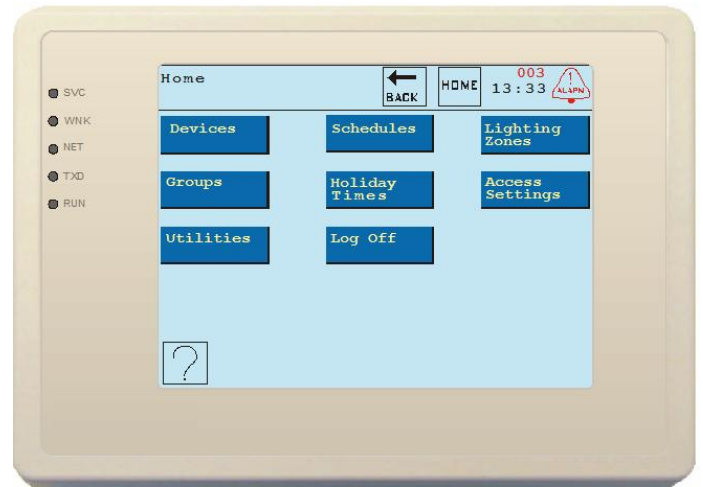 SVC
WNK
NET
TXD
RUN
Home
BACK
HOME
003
13:33
ALARM
Devices
Schedules
Lighting
Zones
Groups
Holiday
Times
Access
Settings
Utilities
Log Off
?